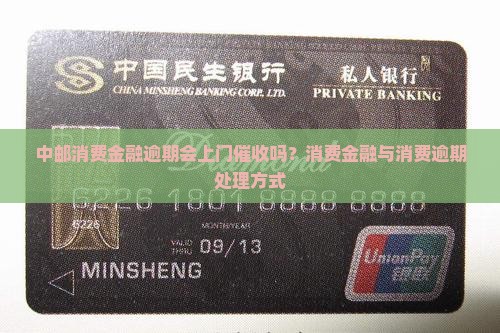 中国民生银行
CHINA MINSHENG BANKING CORP., LTD.
私人银行
PRIVATE BANKING
中邮消费金融逾期会上门催收吗？消费金融与消费逾期
处理方式
Diamond
6226 1801 8888 8888
6226
MONTH/YEAR
VALID
THRU
09/13
MINSHENG
UnionPay
银联